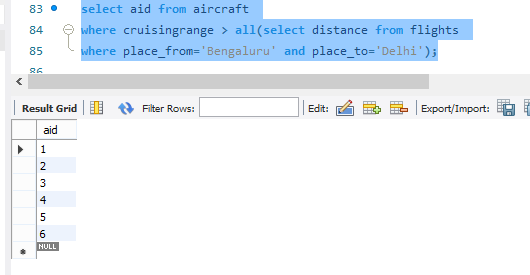 83 select aid from aircraft
84 where cruisingrange > all(select distance from flights
85 where place_from='Bengaluru' and place_to='Delhi');
86
Result Grid Filter Rows: Edit: Export/Import:
aid
1
2
3
4
5
6
NULL